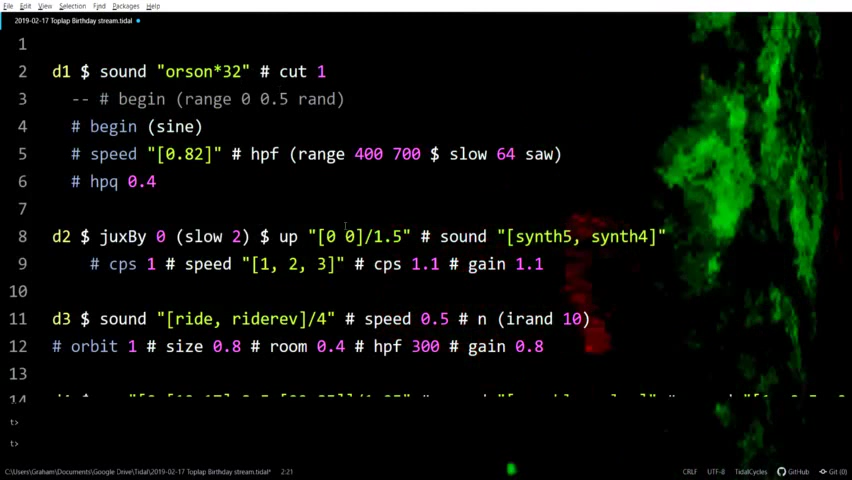 File Edit View Selection Find Packages Help
2019-02-17 Toplap Birthday stream.tidal
1
2 d1 $ sound "orson*32" # cut 1
3 -- # begin (range 0 0.5 rand)
4 # begin (sine)
5 # speed "[0.82]" # hpf (range 400 700 $ slow 64 saw)
6 # hpq 0.4
7
8 d2 $ juxBy 0 (slow 2) $ up "[0 0]/1.5" # sound "[synth5, synth4]"
9 # cps 1 # speed "[1, 2, 3]" # cps 1.1 # gain 1.1
10
11 d3 $ sound "[ride, riderev]/4" # speed 0.5 # n (irand 10)
12 # orbit 1 # size 0.8 # room 0.4 # hpf 300 # gain 0.8
13
14
t>
t>
C:\Users\Graham\Documents\Google Drive\Tidal\2019-02-17 Toplap Birthday stream.tidal* 2:21 CRLF UTF-8 TidalCycles GitHub Git (0)